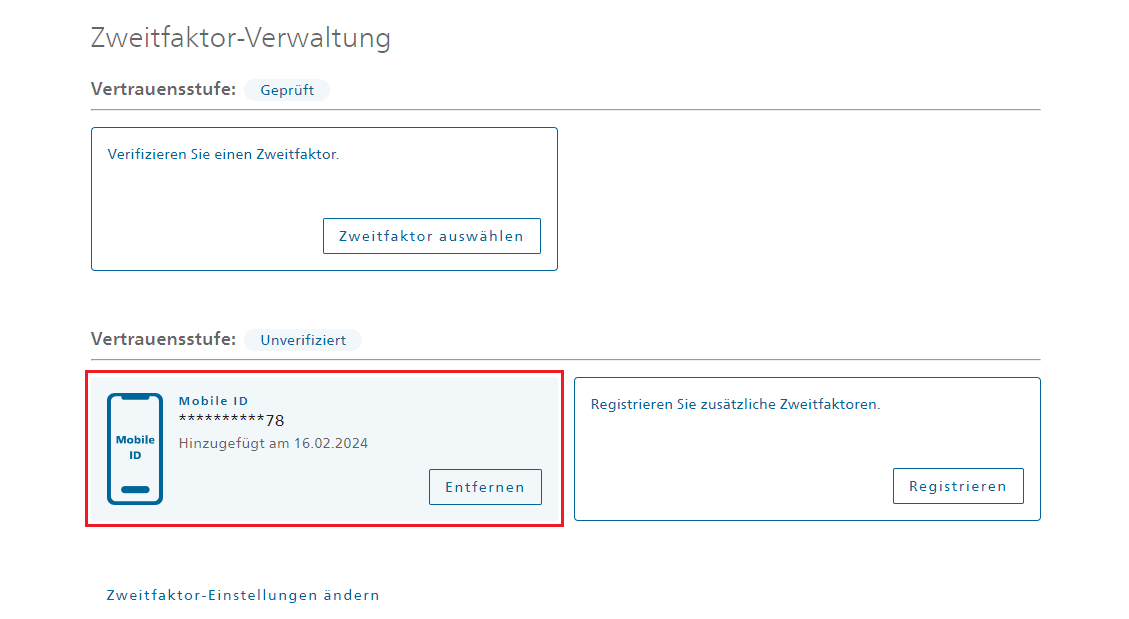 Zweitfaktor-Verwaltung
Vertrauensstufe: Geprüft
Verifizieren Sie einen Zweitfaktor.
Zweitfaktor auswählen
Vertrauensstufe: Unverifiziert
Mobile
ID
Mobile ID
**********78
Hinzugefügt am 16.02.2024
Entfernen
Registrieren Sie zusätzliche Zweitfaktoren.
Registrieren
Zweitfaktor-Einstellungen ändern